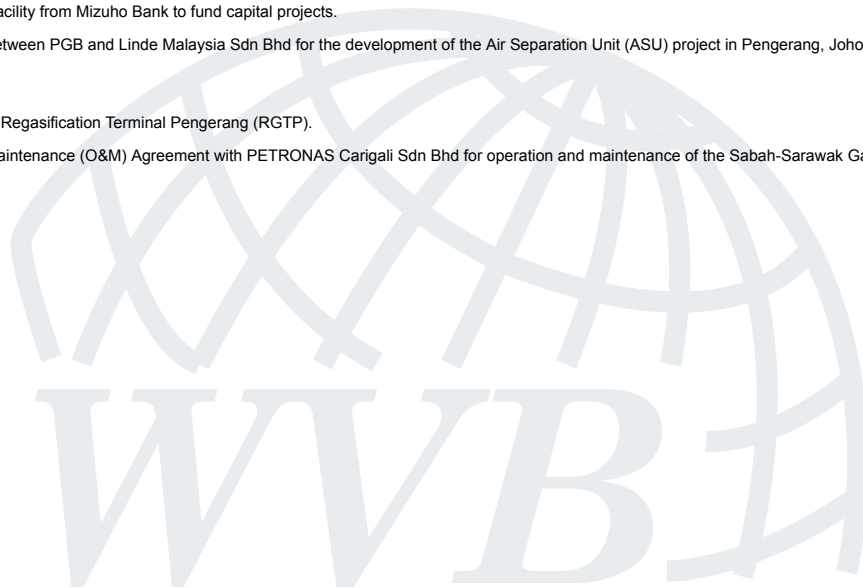 acility from Mizuho Bank to fund capital projects.
etween PGB and Linde Malaysia Sdn Bhd for the development of the Air Separation Unit (ASU) project in Pengerang, Joho
Regasification Terminal Pengerang (RGTP).
aintenance (O&M) Agreement with PETRONAS Carigali Sdn Bhd for operation and maintenance of the Sabah-Sarawak Ga
WVB